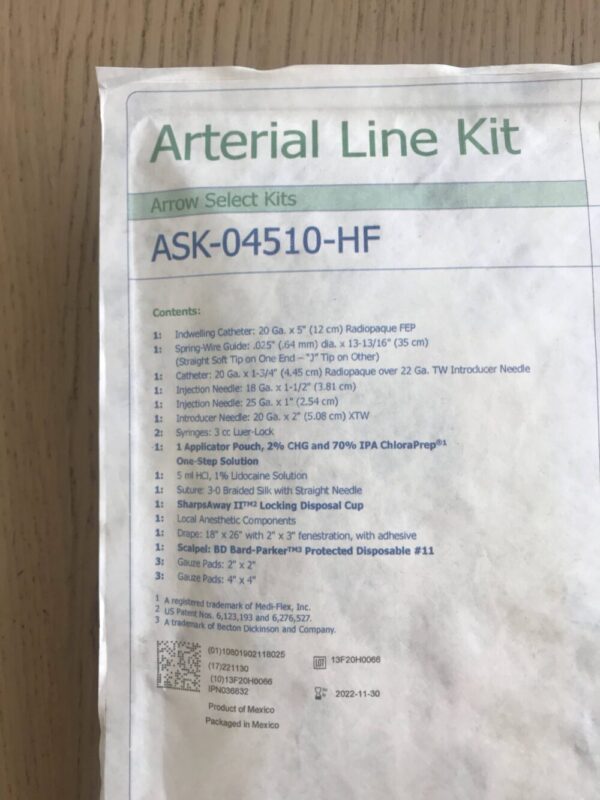 Arterial Line Kit
Arrow Select Kits
ASK-04510-HF
Contents:
1: Indwelling Catheter: 20 Ga. x 5" (12 cm) Radiopaque FEP
1: Spring-Wire Guide: .025" (.64 mm) dia. x 13-13/16" (35 cm)
(Straight Soft Tip on One End – "J" Tip on Other)
1: Catheter: 20 Ga. x 1-3/4" (4.45 cm) Radiopaque over 22 Ga. TW Introducer Needle
1: Injection Needle: 18 Ga. x 1-1/2" (3.81 cm)
1: Injection Needle: 25 Ga. x 1" (2.54 cm)
1: Introducer Needle: 20 Ga. x 2" (5.08 cm) XTW
2: Syringes: 3 cc Luer-Lock
1: 1 Applicator Pouch, 2% CHG and 70% IPA ChloraPrep®¹
One-Step Solution
1: 5 ml HCl, 1% Lidocaine Solution
1: Suture: 3-0 Braided Silk with Straight Needle
1: SharpsAway II™² Locking Disposal Cup
1: Local Anesthetic Components
1: Drape: 18" x 26" with 2" x 3" fenestration, with adhesive
1: Scalpel: BD Bard-Parker™³ Protected Disposable #11
3: Gauze Pads: 2" x 2"
3: Gauze Pads: 4" x 4"
1 A registered trademark of Medi-Flex, Inc.
2 US Patent Nos. 6,123,193 and 6,276,527.
3 A trademark of Becton Dickinson and Company.
(01)10801902118025
(17)221130
(10)13F20H0066
IPN036832
LOT 13F20H0066
2022-11-30
Product of Mexico
Packaged in Mexico